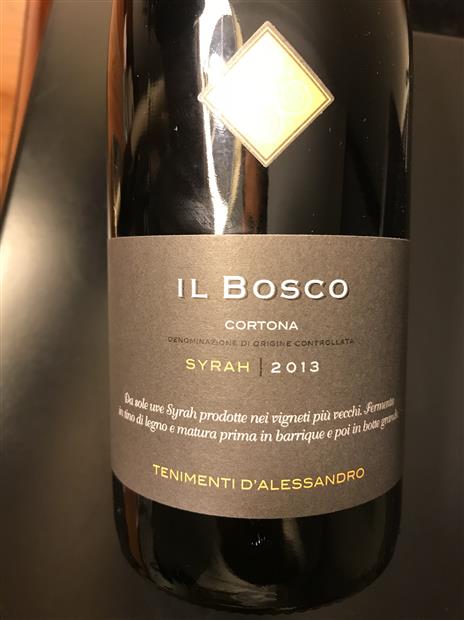 IL BOSCO
CORTONA
DENOMINAZIONE DI ORIGINE CONTROLLATA
SYRAH | 2013
Da sole uve Syrah prodotte nei vigneti più vecchi. Fermenta
in tino di legno e matura prima in barrique e poi in botte grande.
TENIMENTI D'ALESSANDRO